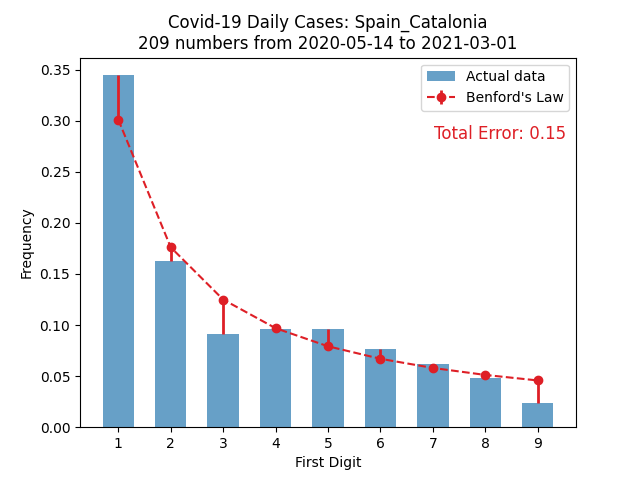 Covid-19 Daily Cases: Spain_Catalonia
209 numbers from 2020-05-14 to 2021-03-01
Actual data
Benford's Law
Total Error: 0.15
Frequency
0.35
0.30
0.25
0.20
0.15
0.10
0.05
0.00
1 2 3 4 5 6 7 8 9
First Digit